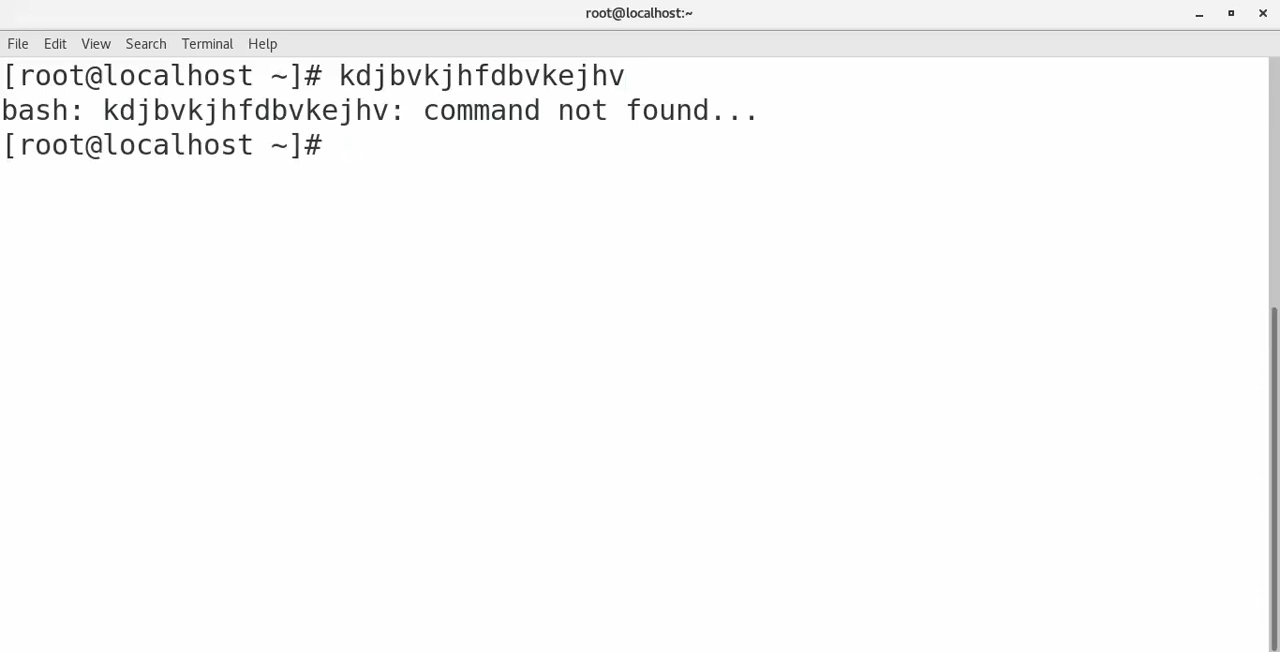 root@localhost:~
File Edit View Search Terminal Help
[root@localhost ~]# kdjbvkjhfdbvkejhv
bash: kdjbvkjhfdbvkejhv: command not found...
[root@localhost ~]#